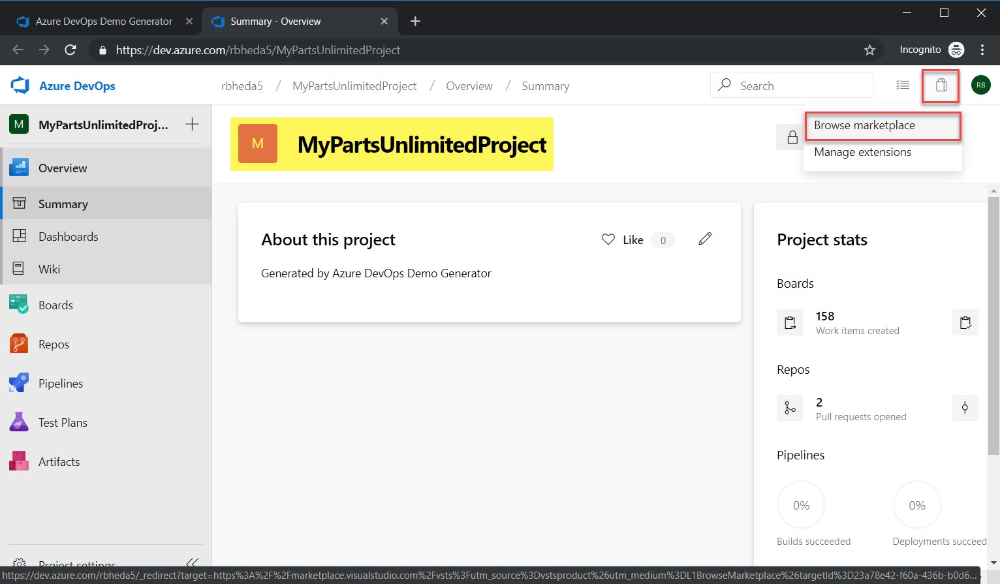 Azure DevOps Demo Generator
Summary - Overview
https://dev.azure.com/rbheda5/MyPartsUnlimitedProject
Incognito
Azure DevOps
rbheda5 / MyPartsUnlimitedProject / Overview / Summary
Search
RB
M
MyPartsUnlimitedProj...
M
MyPartsUnlimitedProject
Browse marketplace
Manage extensions
Overview
Summary
Dashboards
Wiki
Boards
Repos
Pipelines
Test Plans
Artifacts
Project settings
About this project
Like 0
Generated by Azure DevOps Demo Generator
Project stats
Boards
158
Work items created
Repos
2
Pull requests opened
Pipelines
0%
Builds succeeded
0%
Deployments succeed
https://dev.azure.com/rbheda5/_redirect?target=https%3A%2F%2Fmarketplace.visualstudio.com%2Fvsts%3Futm_source%3Dvstsproduct%26utm_medium%3DL1BrowseMarketplace%26targetId%3D23a78e42-f60a-436b-b0d6...